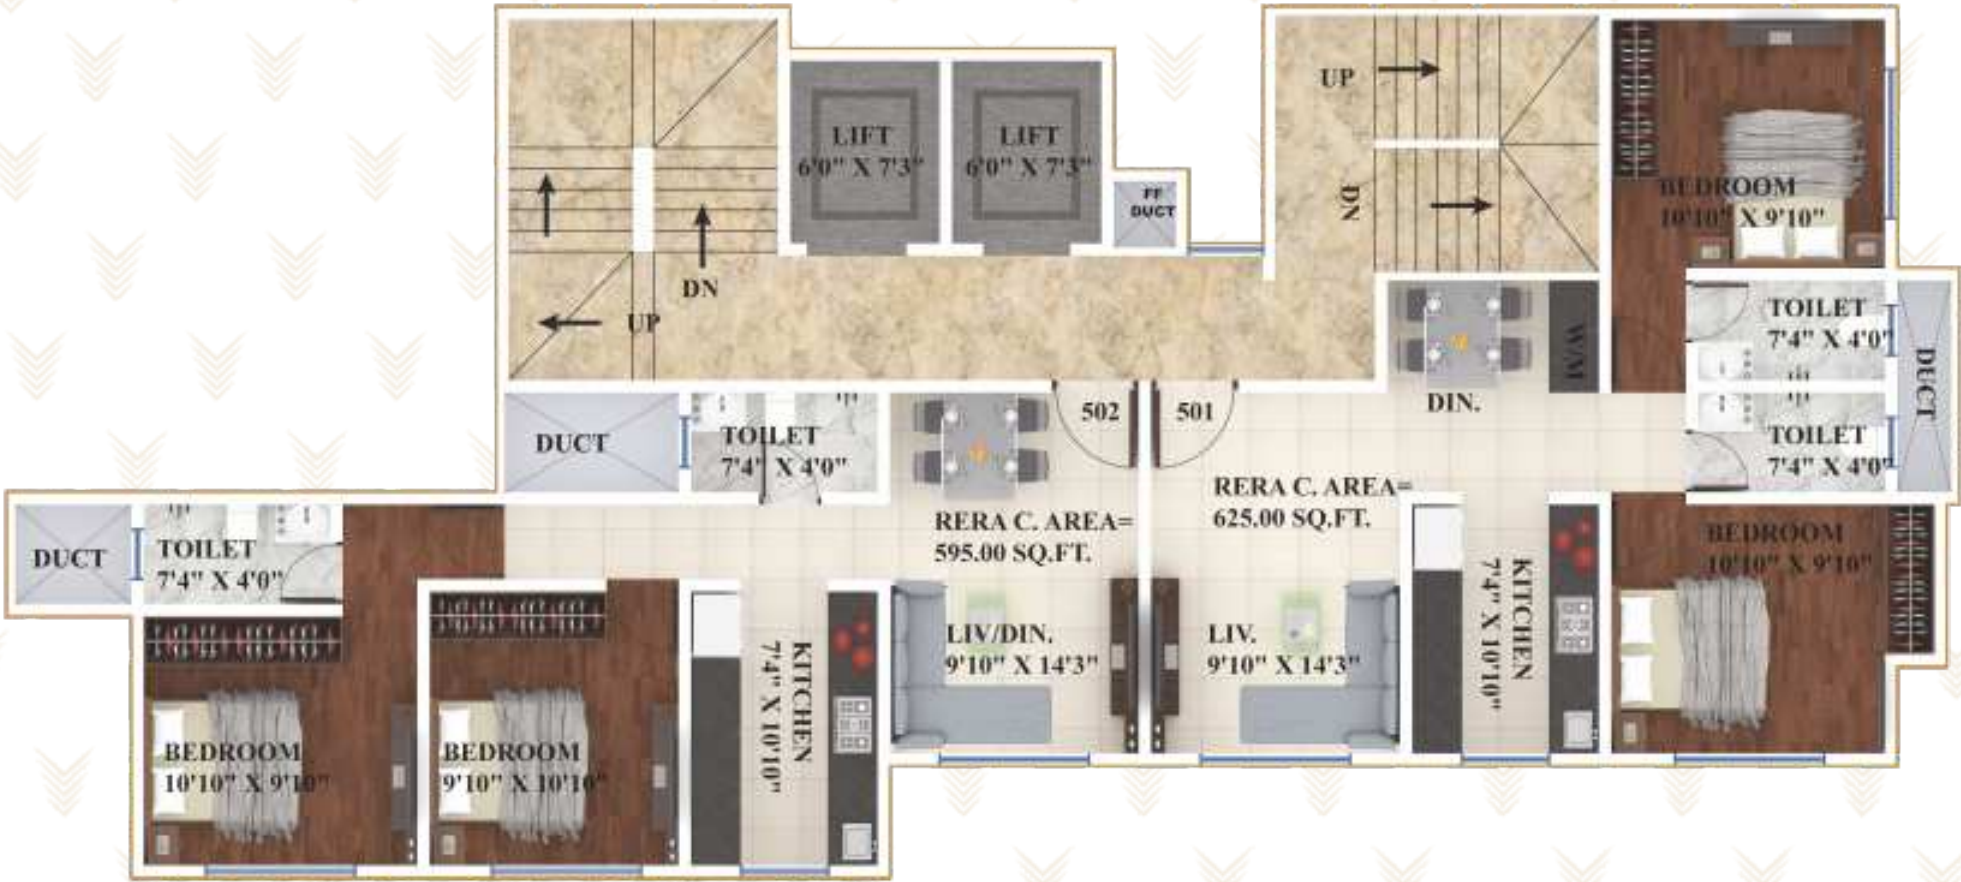 UP
DN
LIFT
6'0" X 7'3"
LIFT
6'0" X 7'3"
FF
DUCT
BEDROOM
10'10" X 9'10"
DN
UP
TOILET
7'4" X 4'0"
DUCT
W/M
DIN.
502
501
DUCT
TOILET
7'4" X 4'0"
TOILET
7'4" X 4'0"
RERA C. AREA=
595.00 SQ.FT.
RERA C. AREA=
625.00 SQ.FT.
DUCT
TOILET
7'4" X 4'0"
BEDROOM
10'10" X 9'10"
KITCHEN
7'4" X 10'10"
LIV/DIN.
9'10" X 14'3"
LIV.
9'10" X 14'3"
KITCHEN
7'4" X 10'10"
BEDROOM
10'10" X 9'10"
BEDROOM
9'10" X 10'10"